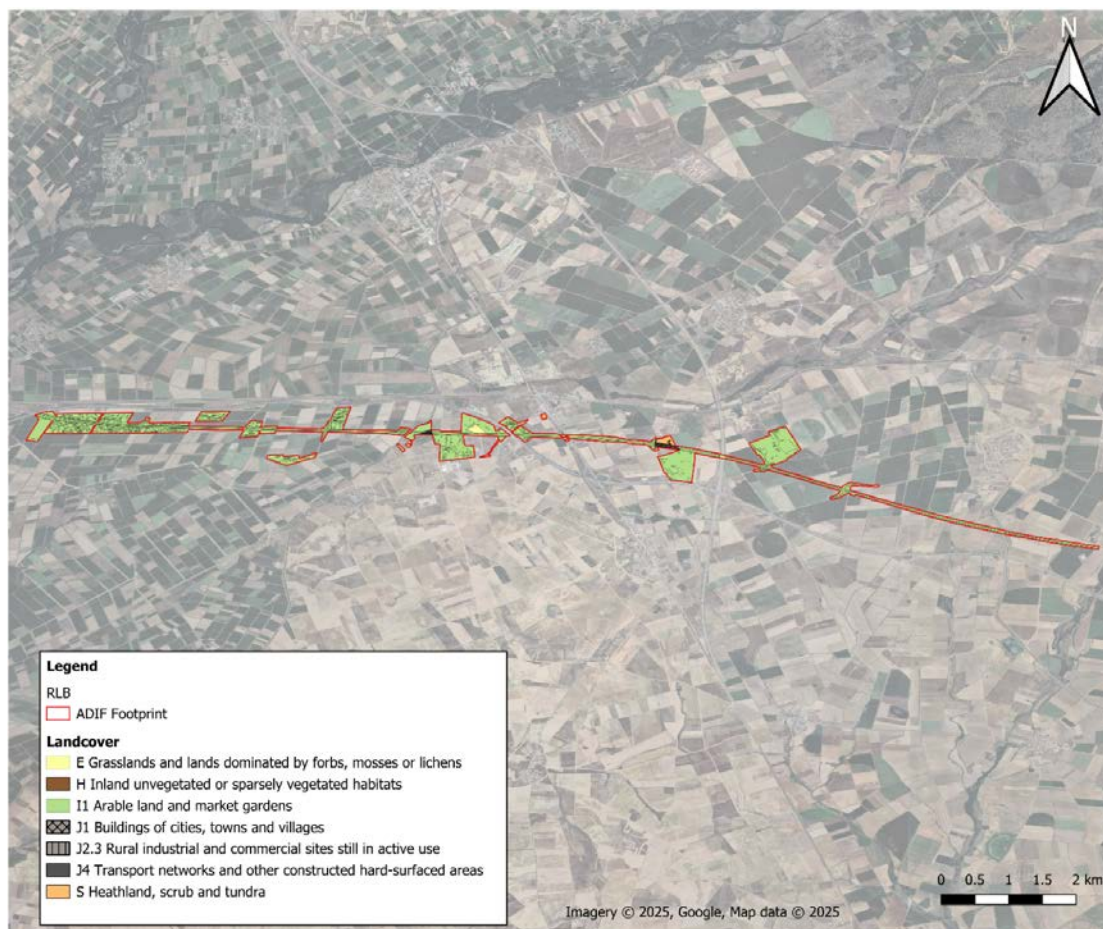 N
Legend
RLB
ADIF Footprint
Landcover
E Grasslands and lands dominated by forbs, mosses or lichens
H Inland unvegetated or sparsely vegetated habitats
I1 Arable land and market gardens
J1 Buildings of cities, towns and villages
J2.3 Rural industrial and commercial sites still in active use
J4 Transport networks and other constructed hard-surfaced areas
S Heathland, scrub and tundra
0 0.5 1 1.5 2 km
Imagery © 2025, Google, Map data © 2025